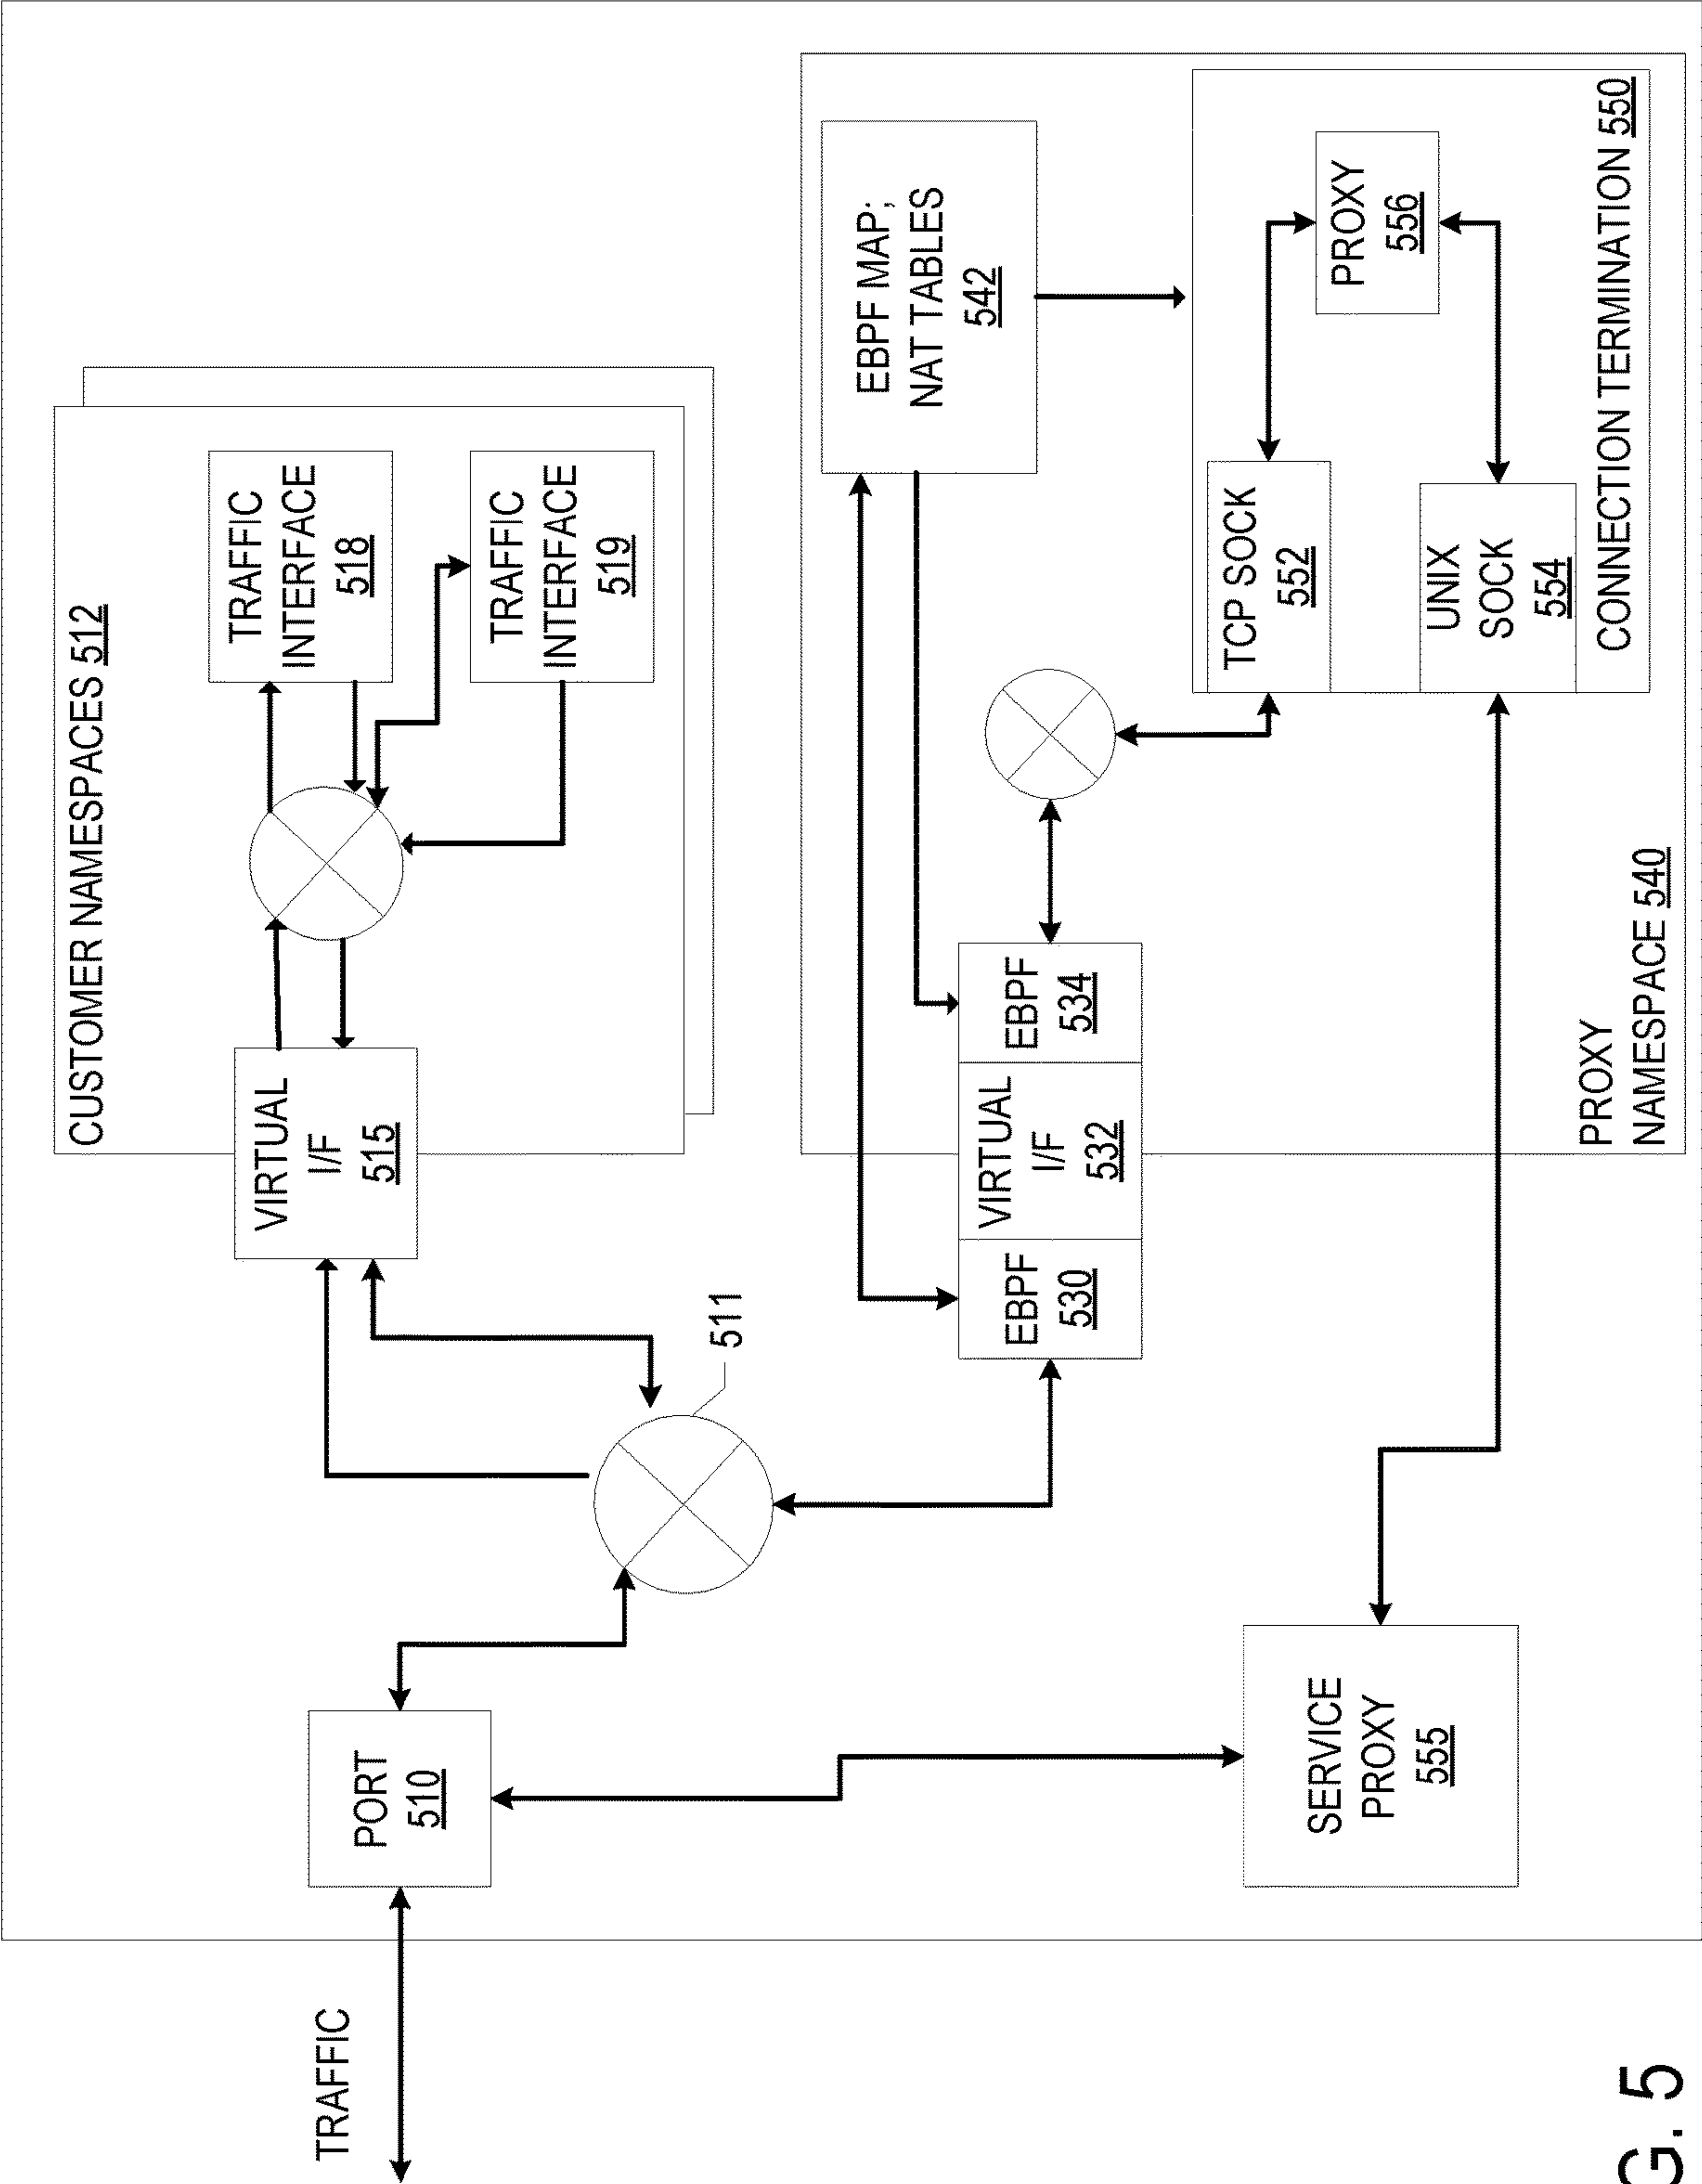 CUSTOMER NAMESPACES 512
TRAFFIC
INTERFACE
518
TRAFFIC
INTERFACE
519
VIRTUAL
I/F
515
511
TRAFFIC
PORT
510
EBPF MAP;
NAT TABLES
542
EBPF
530
VIRTUAL
I/F
532
EBPF
534
TCP SOCK
552
PROXY
556
UNIX
SOCK
554
CONNECTION TERMINATION 550
SERVICE
PROXY
555
PROXY
NAMESPACE 540
G. 5